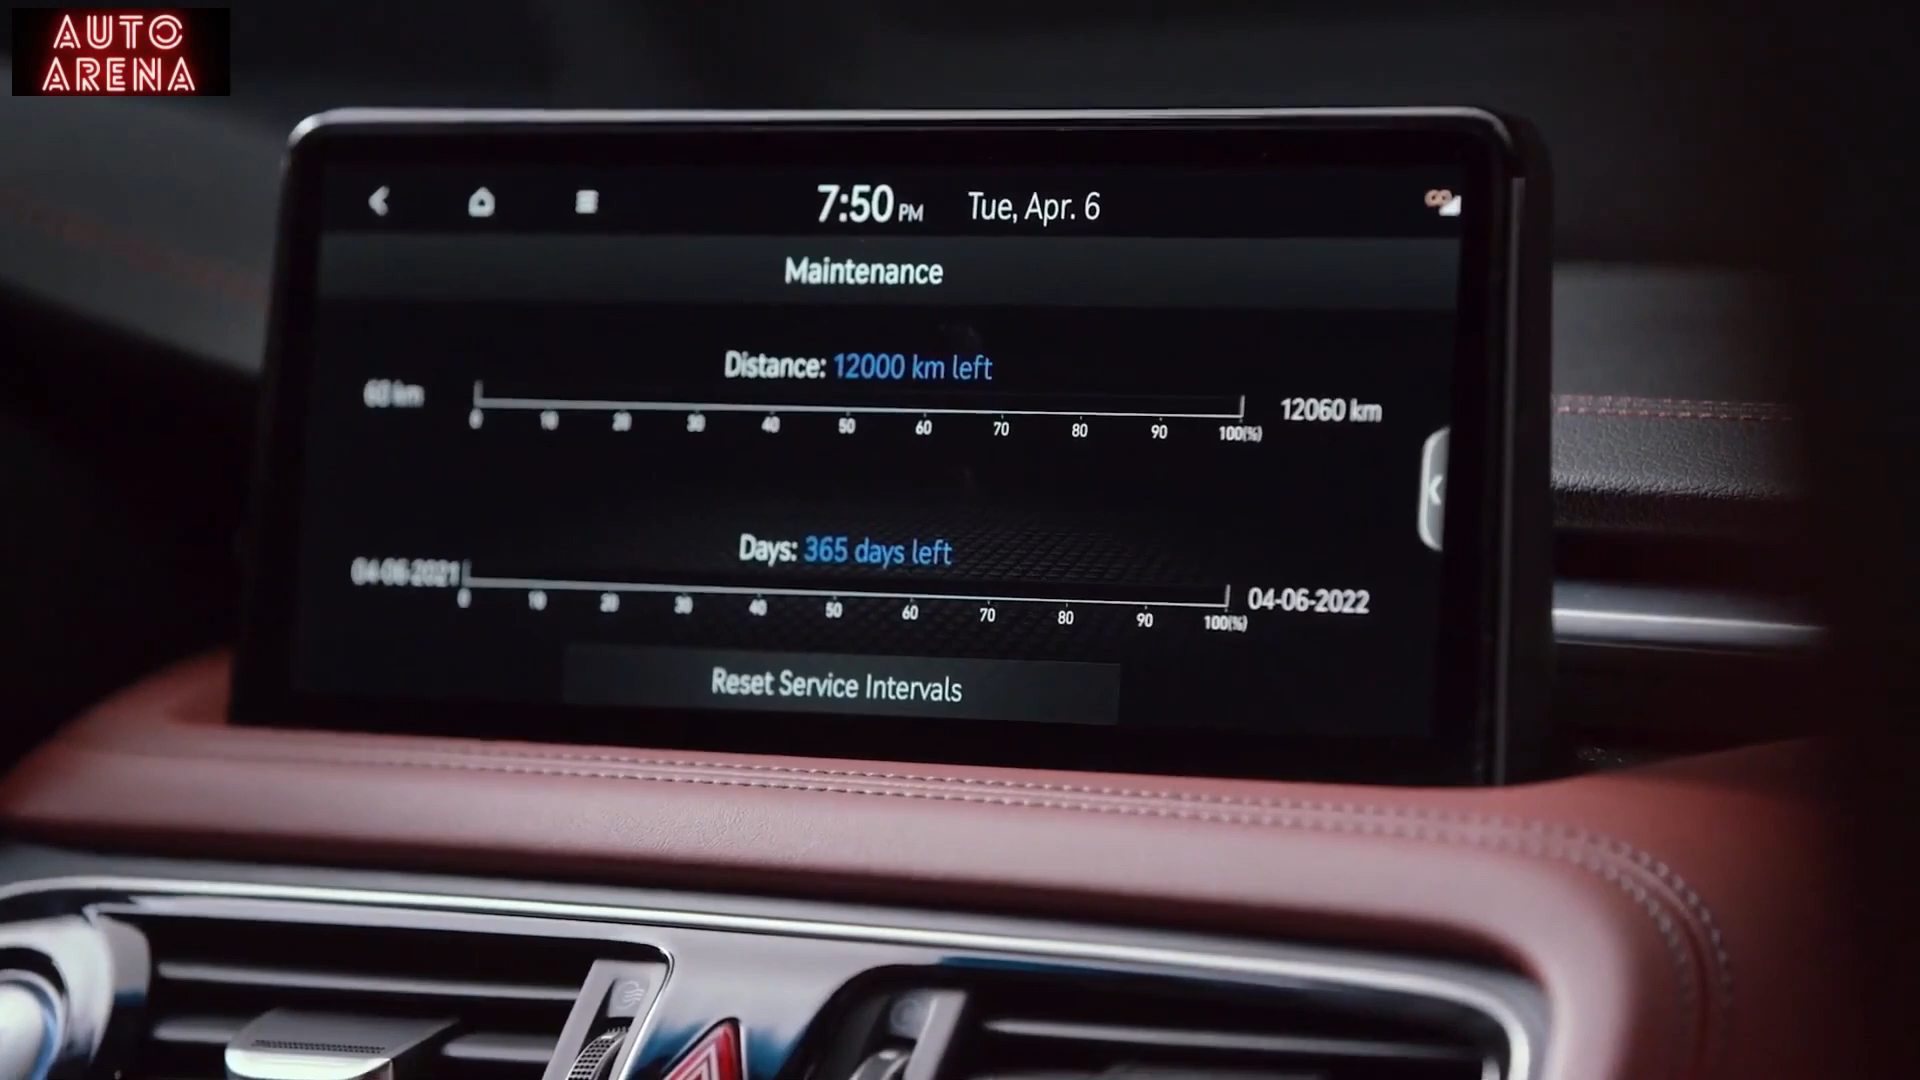 AUTO
ARENA
7:50 PM Tue, Apr. 6
Maintenance
Distance: 12000 km left
60 km 12060 km
0 10 20 30 40 50 60 70 80 90 100(%)
Days: 365 days left
04-06-2021 04-06-2022
0 10 20 30 40 50 60 70 80 90 100(%)
Reset Service Intervals